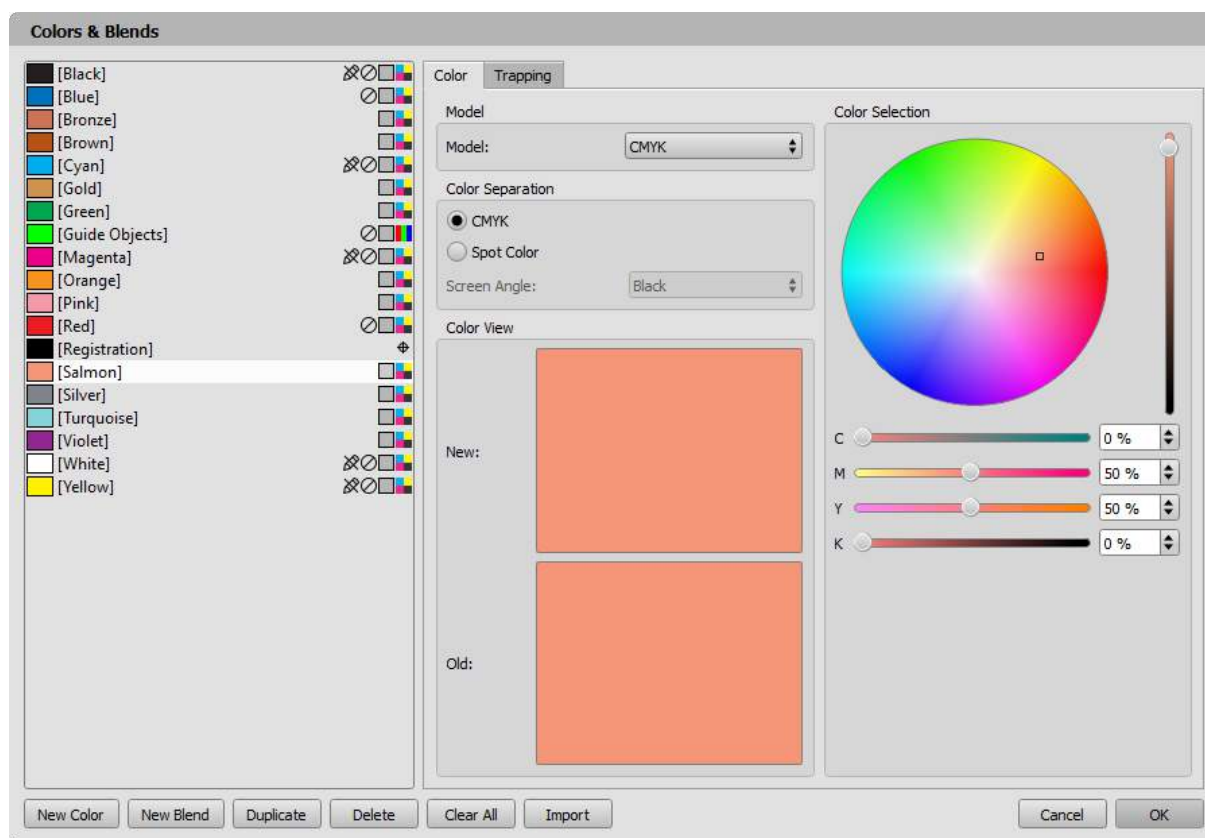 Colors & Blends
[Black]
[Blue]
[Bronze]
[Brown]
[Cyan]
[Gold]
[Green]
[Guide Objects]
[Magenta]
[Orange]
[Pink]
[Red]
[Registration]
[Salmon]
[Silver]
[Turquoise]
[Violet]
[White]
[Yellow]
Color Trapping
Model
Model: CMYK
Color Separation
CMYK
Spot Color
Screen Angle: Black
Color View
New:
Old:
Color Selection
C 0 %
M 50 %
Y 50 %
K 0 %
New Color New Blend Duplicate Delete Clear All Import Cancel OK